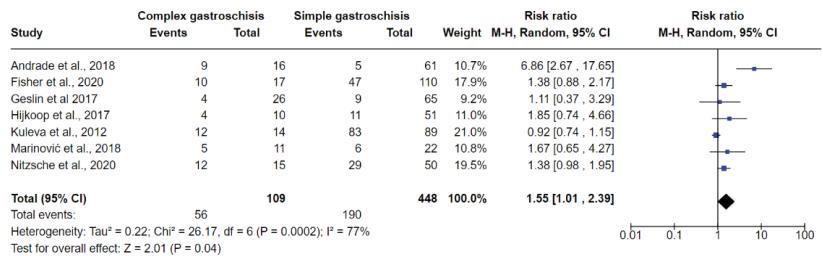 Complex gastroschisis Simple gastroschisis Risk ratio Risk ratio
Study Events Total Events Total Weight M-H, Random, 95% CI M-H, Random, 95% CI
Andrade et al., 2018 9 16 5 61 10.7% 6.86 [2.67 , 17.65]
Fisher et al., 2020 10 17 47 110 17.9% 1.38 [0.88 , 2.17]
Geslin et al 2017 4 26 9 65 9.2% 1.11 [0.37 , 3.29]
Hijkoop et al., 2017 4 10 11 51 11.0% 1.85 [0.74 , 4.66]
Kuleva et al., 2012 12 14 83 89 21.0% 0.92 [0.74 , 1.15]
Marinović et al., 2018 5 11 6 22 10.8% 1.67 [0.65 , 4.27]
Nitzsche et al., 2020 12 15 29 50 19.4% 1.38 [0.98 , 1.95]
Total (95% CI) 109 448 100.0% 1.55 [1.01 , 2.39]
Total events: 56 190
Heterogeneity: Tau² = 0.22; Chi² = 26.17, df = 6 (P = 0.0002); I² = 77%
Test for overall effect: Z = 2.01 (P = 0.04)
0.01 0.1 1 10 100